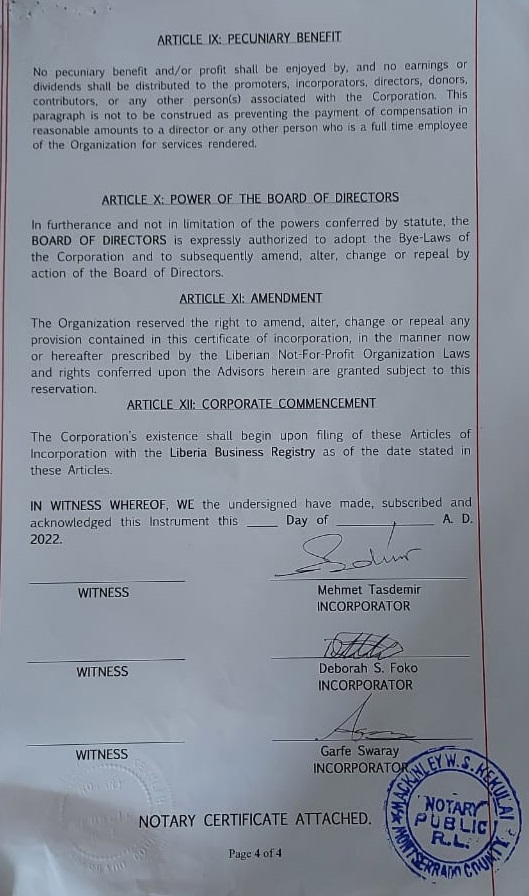 ARTICLE IX: PECUNIARY BENEFIT
No pecuniary benefit and/or profit shall be enjoyed by, and no earnings or
dividends shall be distributed to the promoters, incorporators, directors, donors,
contributors, or any other person(s) associated with the Corporation. This
paragraph is not to be construed as preventing the payment of compensation in
reasonable amounts to a director or any other person who is a full time employee
of the Organization for services rendered.
ARTICLE X: POWER OF THE BOARD OF DIRECTORS
In furtherance and not in limitation of the powers conferred by statute, the
BOARD OF DIRECTORS is expressly authorized to adopt the Bye-Laws of
the Corporation and to subsequently amend, alter, change or repeal by
action of the Board of Directors.
ARTICLE XI: AMENDMENT
The Organization reserved the right to amend, alter, change or repeal any
provision contained in this certificate of incorporation, in the manner now
or hereafter prescribed by the Liberian Not-For-Profit Organization Laws
and rights conferred upon the Advisors herein are granted subject to this
reservation.
ARTICLE XII: CORPORATE COMMENCEMENT
The Corporation's existence shall begin upon filing of these Articles of
Incorporation with the Liberia Business Registry as of the date stated in
these Articles.
IN WITNESS WHEREOF, WE the undersigned have made, subscribed and
acknowledged this Instrument this ____ Day of ____________ A. D.
2022.
WITNESS
Mehmet Tasdemir
INCORPORATOR
WITNESS
Deborah S. Foko
INCORPORATOR
WITNESS
Garfe Swaray
INCORPORATOR
MACKINLEY W. S. KEKULAI
NOTARY
PUBLIC
R.L.
MONTSERRADO COUNTY
NOTARY CERTIFICATE ATTACHED.
Page 4 of 4